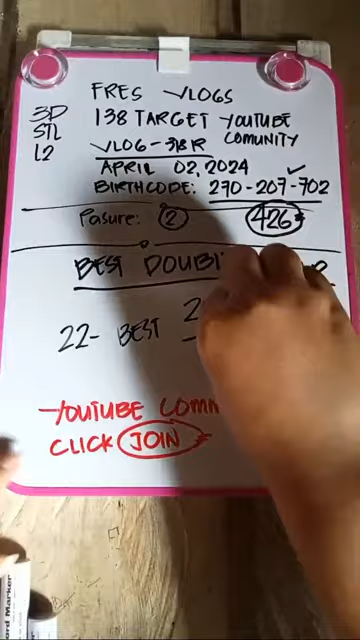 FRES VLOGS
3D
138 TARGET YOUTUBE
STL
COMUNITY
L2
VLOG-
APRIL 02, 2024
BIRTHCODE: 270-207-702
Pasure: 2 426
BEST
22- BEST 2
YOUTUBE
CLICK JOIN